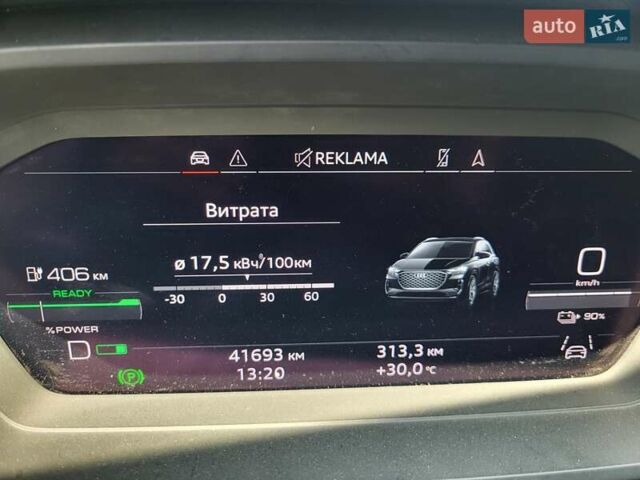 auto RIA.com
REKLAMA
Витрата
ø 17,5 кВч/100км
-30 0 30 60
406 км
READY
% POWER
D
0
km/h
90%
41693 км 313,3 км
13:20 +30,0 °C
(P)